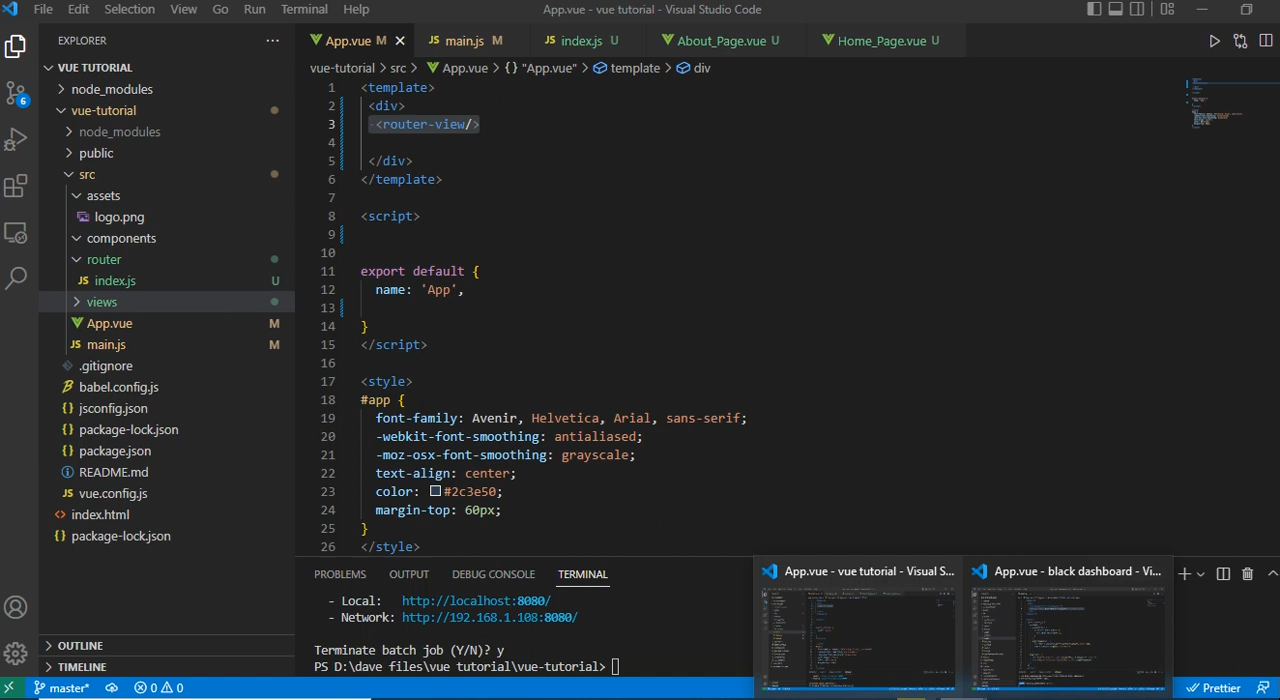 File Edit Selection View Go Run Terminal Help
App.vue - vue tutorial - Visual Studio Code
EXPLORER
VUE TUTORIAL
node_modules
vue-tutorial
node_modules
public
src
assets
logo.png
components
router
JS index.js U
views
App.vue M
JS main.js M
.gitignore
babel.config.js
{ } jsconfig.json
{ } package-lock.json
{ } package.json
README.md
JS vue.config.js
<> index.html
{ } package-lock.json
OUTLINE
TIMELINE
6
App.vue M
JS main.js M
JS index.js U
About_Page.vue U
Home_Page.vue U
vue-tutorial > src > App.vue > {} "App.vue" > template > div
1 <template>
2 <div>
3 <router-view/>
4
5 </div>
6 </template>
7
8 <script>
9
10
11 export default {
12 name: 'App',
13
14 }
15 </script>
16
17 <style>
18 #app {
19 font-family: Avenir, Helvetica, Arial, sans-serif;
20 -webkit-font-smoothing: antialiased;
21 -moz-osx-font-smoothing: grayscale;
22 text-align: center;
23 color: #2c3e50;
24 margin-top: 60px;
25 }
26 </style>
PROBLEMS OUTPUT DEBUG CONSOLE TERMINAL
- Local: http://localhost:8080/
- Network: http://192.168.1.108:8080/
Terminate batch job (Y/N)? y
PS D:\dave files\vue tutorial\vue-tutorial>
App.vue - vue tutorial - Visual S...
App.vue - black dashboard - Vi...
master* 0 0
Prettier